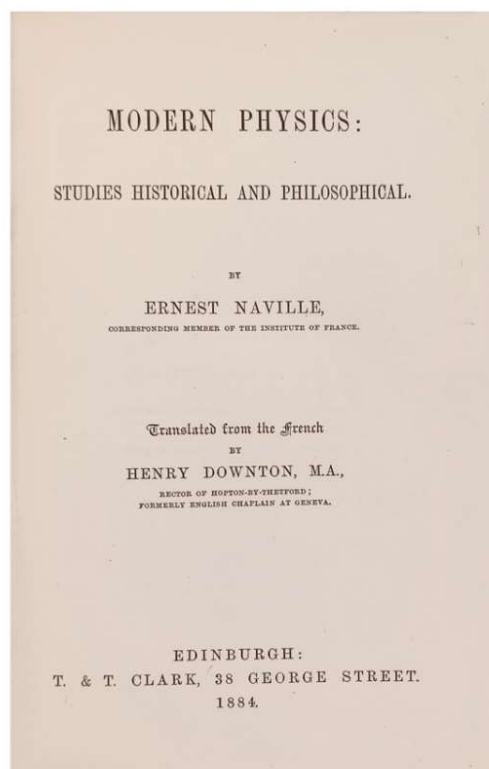 MODERN PHYSICS:
STUDIES HISTORICAL AND PHILOSOPHICAL.
BY
ERNEST NAVILLE,
CORRESPONDING MEMBER OF THE INSTITUTE OF FRANCE.
Translated from the French
BY
HENRY DOWNTON, M.A.,
RECTOR OF HOPTON-BY-THETFORD;
FORMERLY ENGLISH CHAPLAIN AT GENEVA.
EDINBURGH:
T. & T. CLARK, 38 GEORGE STREET.
1884.